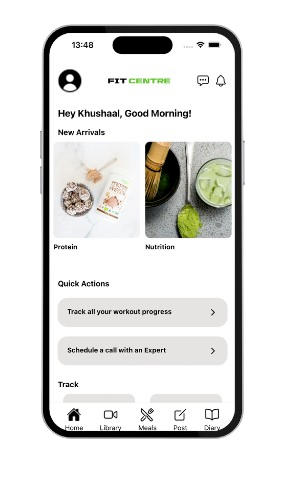 13:48
FIT CENTRE
Hey Khushaal, Good Morning!
New Arrivals
Protein
Nutrition
Quick Actions
Track all your workout progress
Schedule a call with an Expert
Track
Home
Library
Meals
Post
Diary